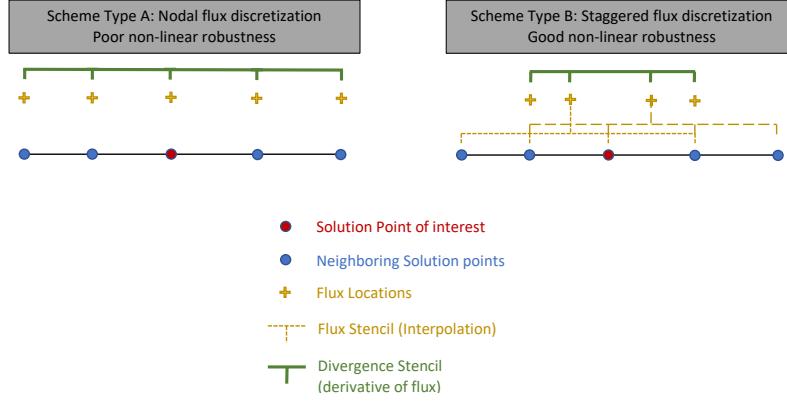 Scheme Type A: Nodal flux discretization
Poor non-linear robustness
Scheme Type B: Staggered flux discretization
Good non-linear robustness
Solution Point of interest
Neighboring Solution points
Flux Locations
Flux Stencil (Interpolation)
Divergence Stencil
(derivative of flux)